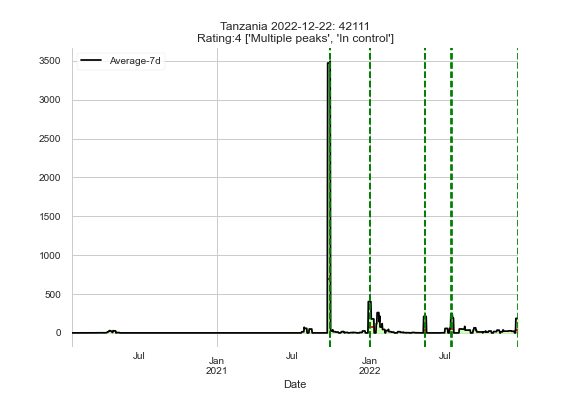 Tanzania 2022-12-22: 42111
Rating:4 ['Multiple peaks', 'In control']
Average-7d
3500
3000
2500
2000
1500
1000
500
0
Jul
Jan
2021
Jul
Jan
2022
Jul
Date